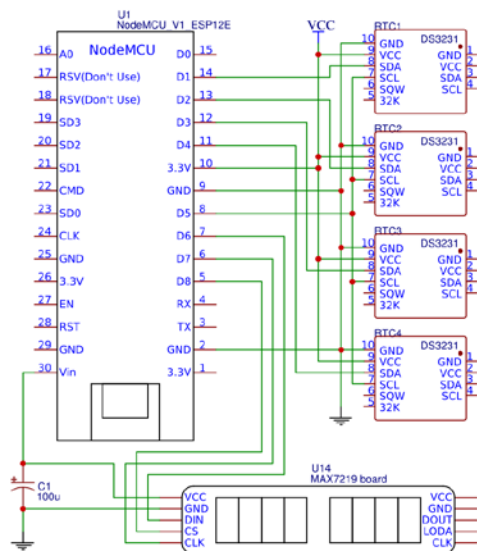 U1
NodeMCU_V1_ESP12E
NodeMCU
16 A0 D0 15
17 RSV(Don't Use) D1 14
18 RSV(Don't Use) D2 13
19 SD3 D3 12
20 SD2 D4 11
21 SD1 3.3V 10
22 CMD GND 9
23 SD0 D5 8
24 CLK D6 7
25 GND D7 6
26 3.3V D8 5
27 EN RX 4
28 RST TX 3
29 GND GND 2
30 Vin 3.3V 1
VCC
RTC1
DS3231
10 GND GND 1
9 VCC VCC 2
8 SDA SDA 3
7 SCL SCL 4
6 SQW
5 32K
RTC2
DS3231
10 GND GND 1
9 VCC VCC 2
8 SDA SDA 3
7 SCL SCL 4
6 SQW
5 32K
RTC3
DS3231
10 GND GND 1
9 VCC VCC 2
8 SDA SDA 3
7 SCL SCL 4
6 SQW
5 32K
RTC4
DS3231
10 GND GND 1
9 VCC VCC 2
8 SDA SDA 3
7 SCL SCL 4
6 SQW
5 32K
C1
100u
U14
MAX7219 board
VCC VCC
GND GND
DIN DOUT
CS LODA
CLK CLK